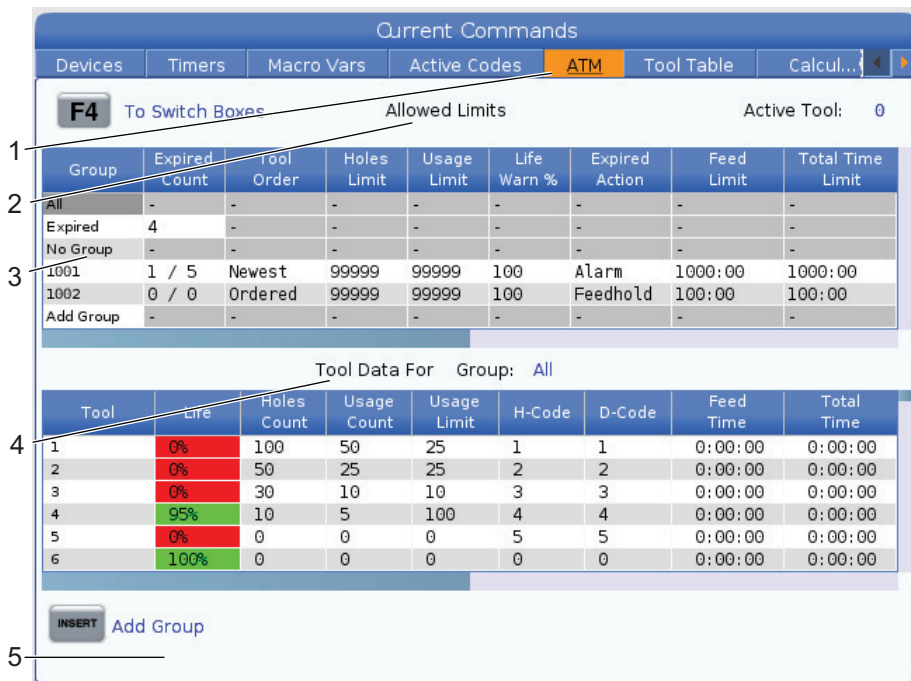 Current Commands
Devices Timers Macro Vars Active Codes ATM Tool Table Calcul...
F4 To Switch Boxes Allowed Limits Active Tool: 0
1
Group Expired Count Tool Order Holes Limit Usage Limit Life Warn % Expired Action Feed Limit Total Time Limit
2
All - - - - - - - -
Expired 4 - - - - - - -
No Group - - - - - - - -
3
1001 1 / 5 Newest 99999 99999 100 Alarm 1000:00 1000:00
1002 0 / 0 Ordered 99999 99999 100 Feedhold 100:00 100:00
Add Group - - - - - - - -
Tool Data For Group: All
Tool Life Holes Count Usage Count Usage Limit H-Code D-Code Feed Time Total Time
4
1 0% 100 50 25 1 1 0:00:00 0:00:00
2 0% 50 25 25 2 2 0:00:00 0:00:00
3 0% 30 10 10 3 3 0:00:00 0:00:00
4 95% 10 5 100 4 4 0:00:00 0:00:00
5 0% 0 0 0 5 5 0:00:00 0:00:00
6 100% 0 0 0 0 0 0:00:00 0:00:00
INSERT Add Group
5